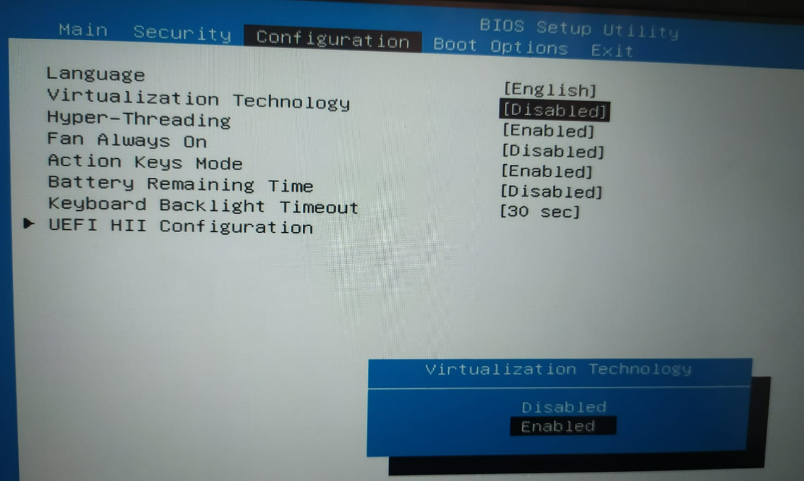 BIOS Setup Utility
Main Security Configuration Boot Options Exit
Language [English]
Virtualization Technology [Disabled]
Hyper-Threading [Enabled]
Fan Always On [Disabled]
Action Keys Mode [Enabled]
Battery Remaining Time [Disabled]
Keyboard Backlight Timeout [30 sec]
UEFI HII Configuration
Virtualization Technology
Disabled
Enabled